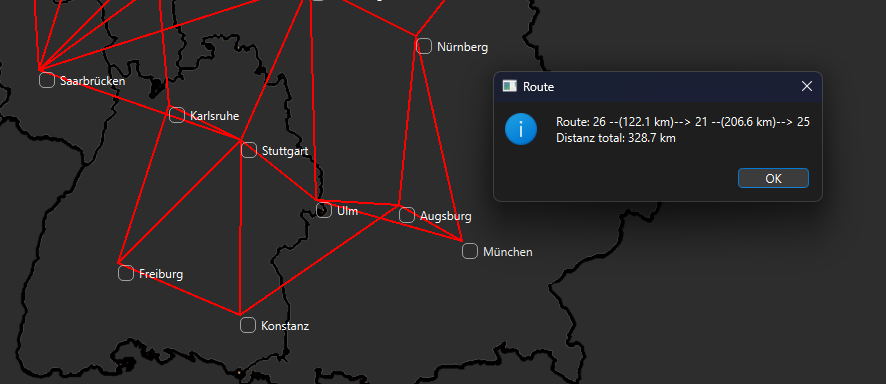 Nürnberg
Saarbrücken
Route
Karlsruhe
Route: 26 --(122.1 km)--> 21 --(206.6 km)--> 25
Distanz total: 328.7 km
Stuttgart
OK
Ulm
Augsburg
München
Freiburg
Konstanz